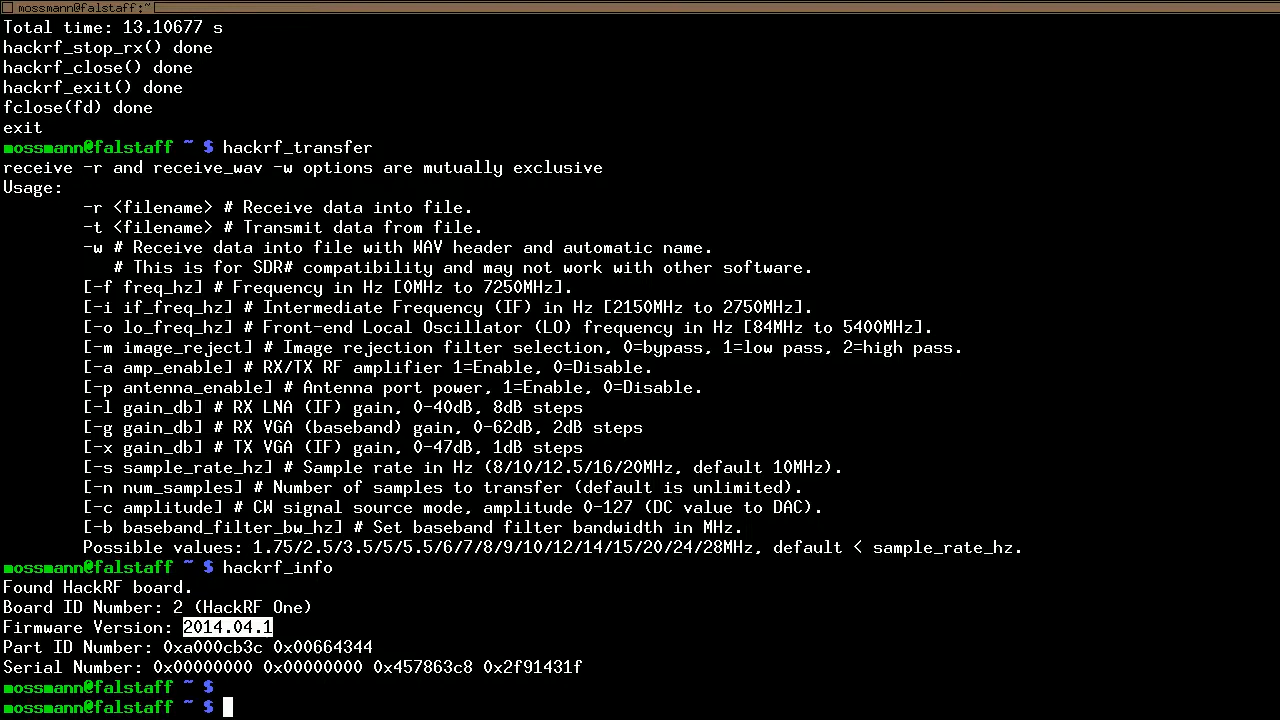 mossmann@falstaff:~
Total time: 13.10677 s
hackrf_stop_rx() done
hackrf_close() done
hackrf_exit() done
fclose(fd) done
exit
mossmann@falstaff ~ $ hackrf_transfer
receive -r and receive_wav -w options are mutually exclusive
Usage:
-r <filename> # Receive data into file.
-t <filename> # Transmit data from file.
-w # Receive data into file with WAV header and automatic name.
# This is for SDR# compatibility and may not work with other software.
[-f freq_hz] # Frequency in Hz [0MHz to 7250MHz].
[-i if_freq_hz] # Intermediate Frequency (IF) in Hz [2150MHz to 2750MHz].
[-o lo_freq_hz] # Front-end Local Oscillator (LO) frequency in Hz [84MHz to 5400MHz].
[-m image_reject] # Image rejection filter selection, 0=bypass, 1=low pass, 2=high pass.
[-a amp_enable] # RX/TX RF amplifier 1=Enable, 0=Disable.
[-p antenna_enable] # Antenna port power, 1=Enable, 0=Disable.
[-l gain_db] # RX LNA (IF) gain, 0-40dB, 8dB steps
[-g gain_db] # RX VGA (baseband) gain, 0-62dB, 2dB steps
[-x gain_db] # TX VGA (IF) gain, 0-47dB, 1dB steps
[-s sample_rate_hz] # Sample rate in Hz (8/10/12.5/16/20MHz, default 10MHz).
[-n num_samples] # Number of samples to transfer (default is unlimited).
[-c amplitude] # CW signal source mode, amplitude 0-127 (DC value to DAC).
[-b baseband_filter_bw_hz] # Set baseband filter bandwidth in MHz.
Possible values: 1.75/2.5/3.5/5/5.5/6/7/8/9/10/12/14/15/20/24/28MHz, default < sample_rate_hz.
mossmann@falstaff ~ $ hackrf_info
Found HackRF board.
Board ID Number: 2 (HackRF One)
Firmware Version: 2014.04.1
Part ID Number: 0xa000cb3c 0x00664344
Serial Number: 0x00000000 0x00000000 0x457863c8 0x2f91431f
mossmann@falstaff ~ $
mossmann@falstaff ~ $